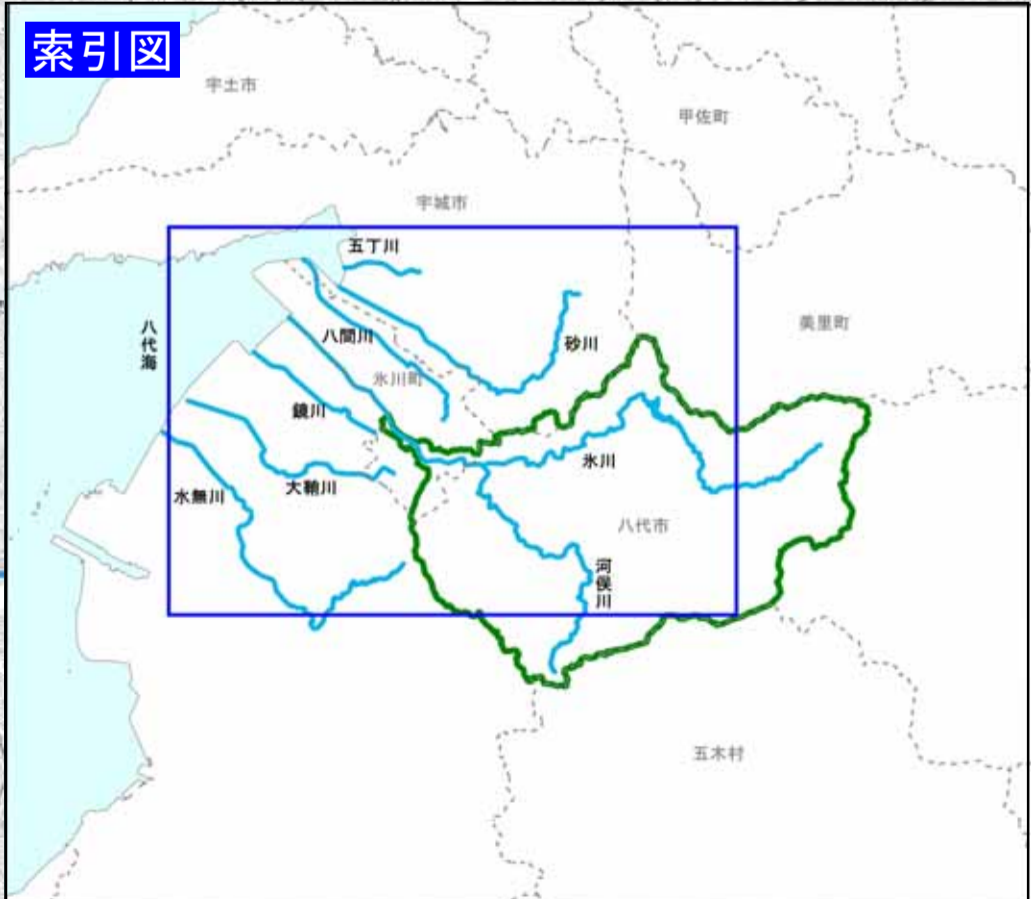 索引図
宇土市
甲佐町
宇城市
五丁川
美里町
八代海
八間川
砂川
氷川町
鏡川
氷川
大鞘川
水無川
八代市
河俣川
五木村